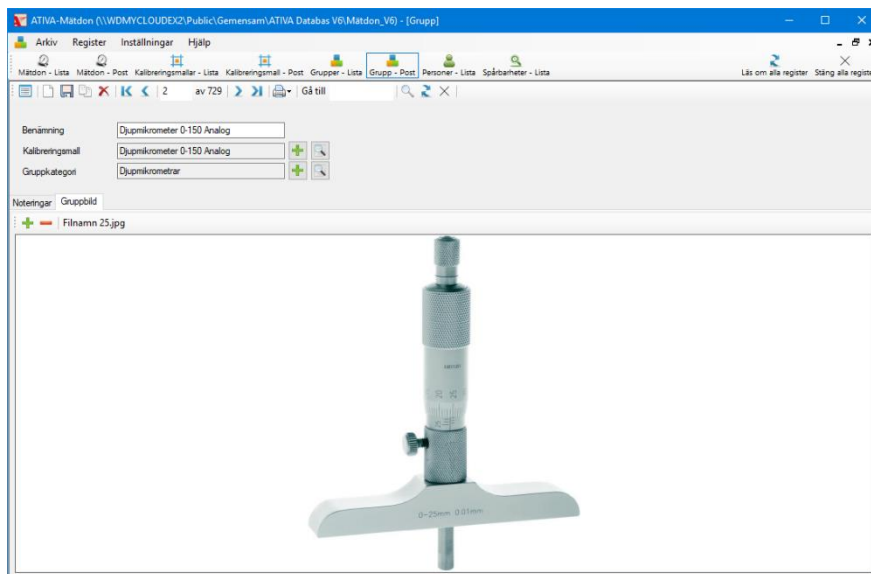 ATIVA-Mätdon (\\WDMYCLOUDEX2\Public\Gemensam\ATIVA Databas V6\Mätdon_V6) - [Grupp]
Arkiv Register Inställningar Hjälp
Mätdon - Lista Mätdon - Post Kalibreringsmallar - Lista Kalibreringsmall - Post Grupper - Lista Grupp - Post Personer - Lista Spårbarheter - Lista Läs om alla register Stäng alla registe
2 av 729 Gå till
Benämning Djupmikrometer 0-150 Analog
Kalibreringsmall Djupmikrometer 0-150 Analog
Gruppkategori Djupmikrometrar
Noteringar Gruppbild
Filnamn 25.jpg
0-25mm 0.01mm